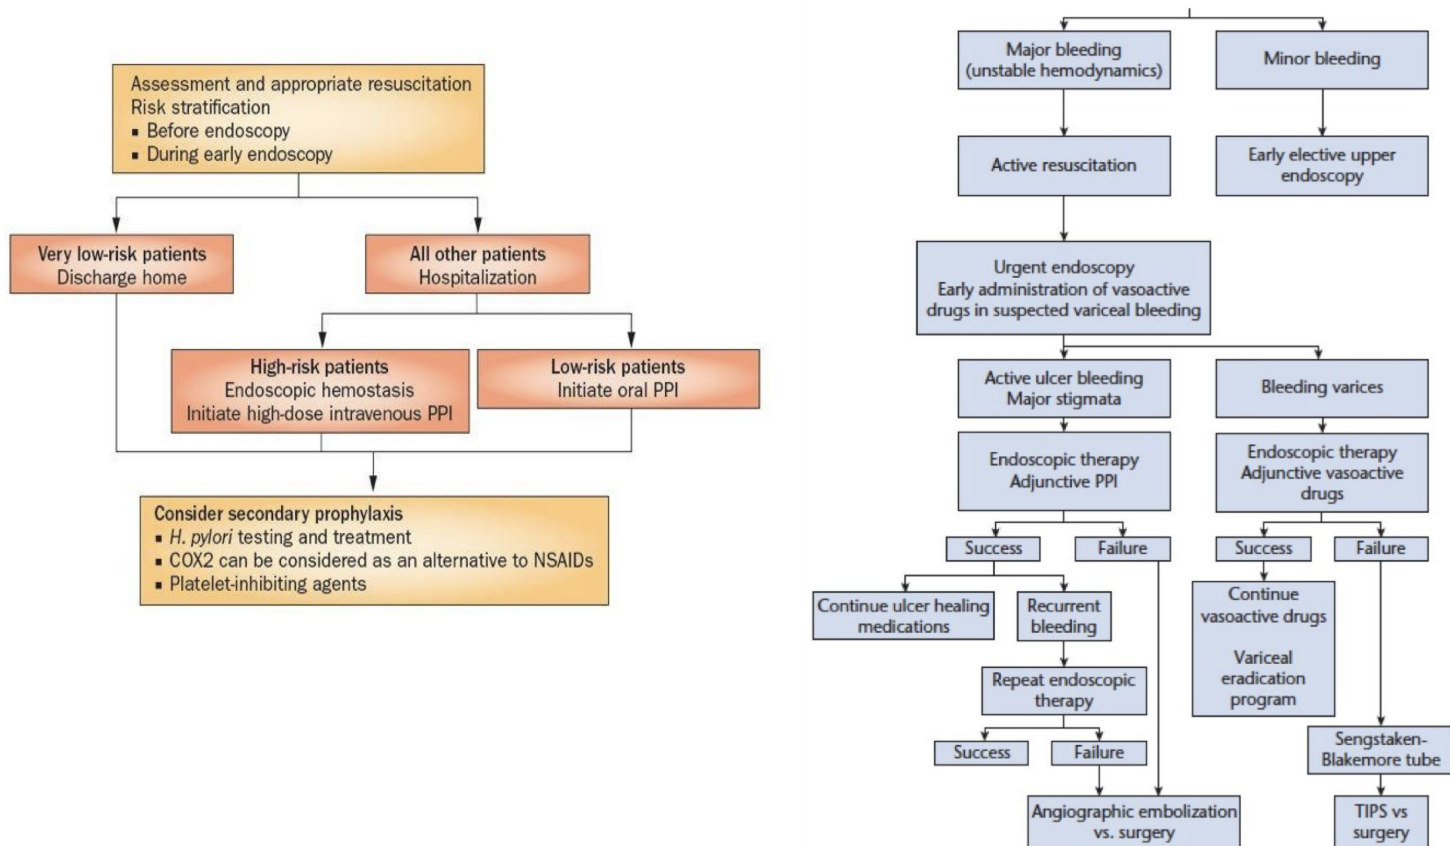 Assessment and appropriate resuscitation
Risk stratification
▪ Before endoscopy
▪ During early endoscopy
Very low-risk patients
Discharge home
All other patients
Hospitalization
High-risk patients
Endoscopic hemostasis
Initiate high-dose intravenous PPI
Low-risk patients
Initiate oral PPI
Consider secondary prophylaxis
▪ H. pylori testing and treatment
▪ COX2 can be considered as an alternative to NSAIDs
▪ Platelet-inhibiting agents
Major bleeding
(unstable hemodynamics)
Minor bleeding
Active resuscitation
Early elective upper
endoscopy
Urgent endoscopy
Early administration of vasoactive
drugs in suspected variceal bleeding
Active ulcer bleeding
Major stigmata
Bleeding varices
Endoscopic therapy
Adjunctive PPI
Endoscopic therapy
Adjunctive vasoactive
drugs
Success
Failure
Success
Failure
Continue ulcer healing
medications
Recurrent
bleeding
Continue
vasoactive drugs
Variceal
eradication
program
Repeat endoscopic
therapy
Success
Failure
Sengstaken-
Blakemore tube
Angiographic embolization
vs. surgery
TIPS vs
surgery